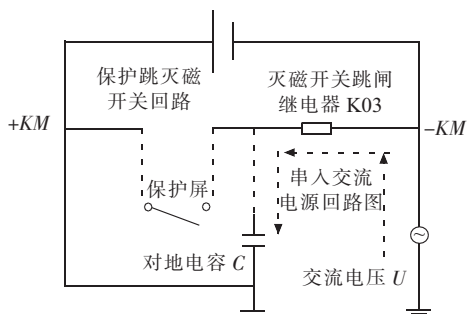 保护跳灭磁
开关回路
灭磁开关跳闸
继电器 K03
+KM
−KM
保护屏
串入交流
电源回路图
对地电容 C
交流电压 U
~